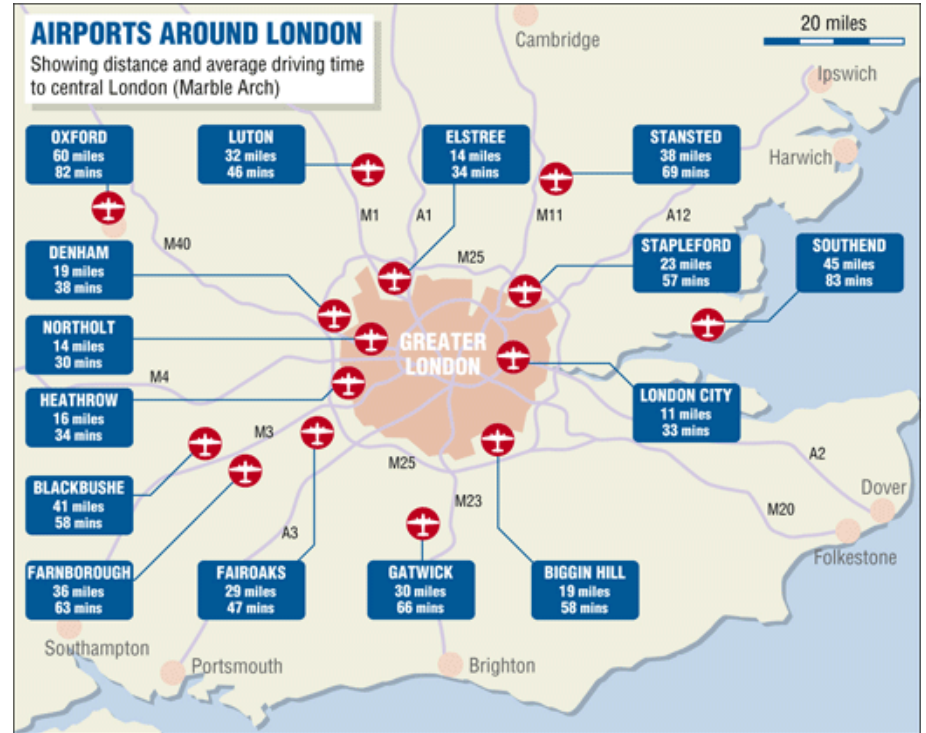 AIRPORTS AROUND LONDON
Showing distance and average driving time
to central London (Marble Arch)
20 miles
Cambridge
Ipswich
Harwich
OXFORD
60 miles
82 mins
LUTON
32 miles
46 mins
ELSTREE
14 miles
34 mins
STANSTED
38 miles
69 mins
M1
A1
M11
A12
M40
M25
DENHAM
19 miles
38 mins
STAPLEFORD
23 miles
57 mins
SOUTHEND
45 miles
83 mins
NORTHOLT
14 miles
30 mins
GREATER
LONDON
M4
HEATHROW
16 miles
34 mins
LONDON CITY
11 miles
33 mins
M3
M25
A2
BLACKBUSHE
41 miles
58 mins
M23
M20
Dover
A3
Folkestone
FARNBOROUGH
36 miles
63 mins
FAIROAKS
29 miles
47 mins
GATWICK
30 miles
66 mins
BIGGIN HILL
19 miles
58 mins
Southampton
Portsmouth
Brighton